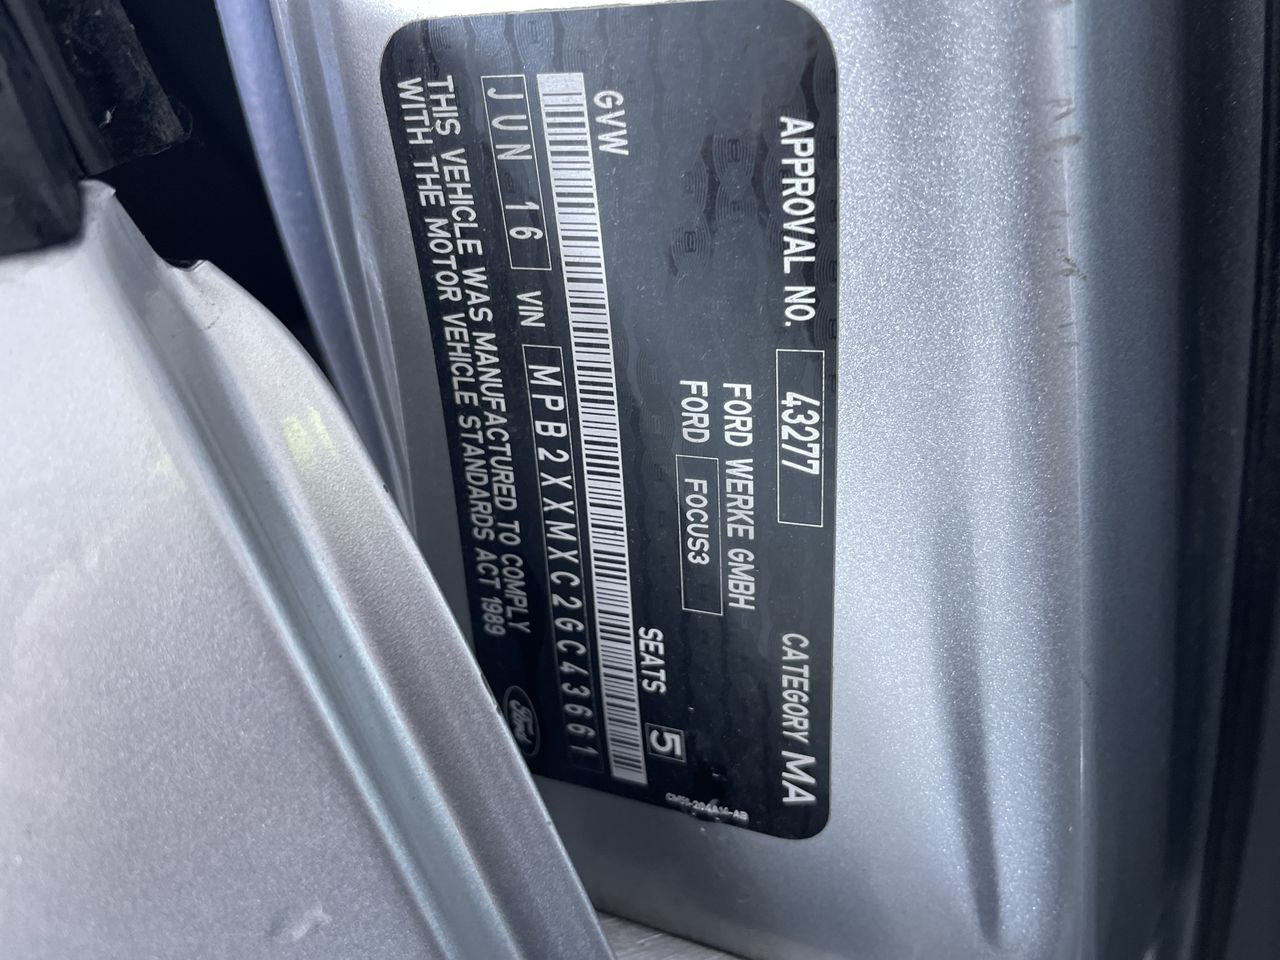 APPROVAL NO. 43277 CATEGORY MA
FORD WERKE GMBH
FORD FOCUS3
SEATS 5
GVW
JUN 16 VIN MPB2XXMXC2GC43661
THIS VEHICLE WAS MANUFACTURED TO COMPLY
WITH THE MOTOR VEHICLE STANDARDS ACT 1989
Ford